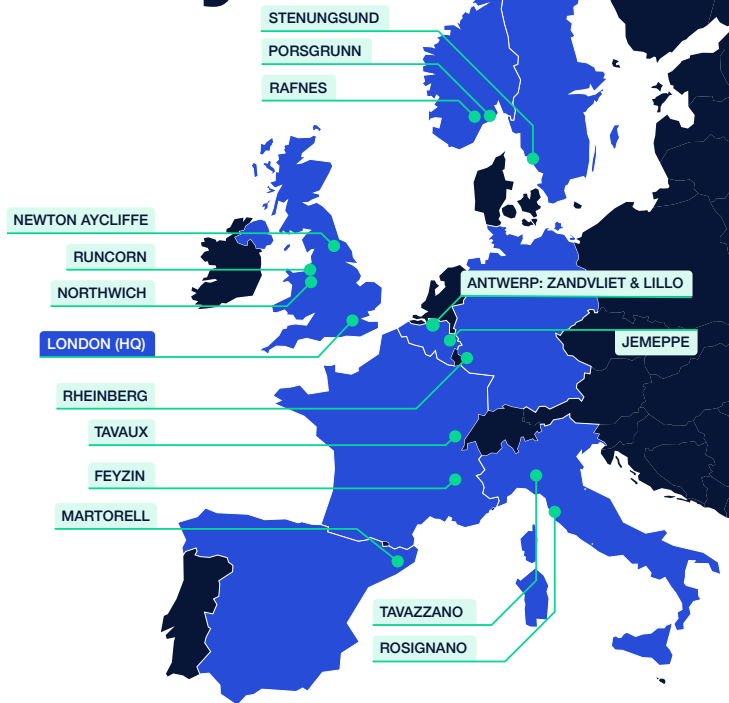 STENUNGSUND
PORSGRUNN
RAFNES
NEWTON AYCLIFFE
RUNCORN
ANTWERP: ZANDVLIET & LILLO
NORTHWICH
LONDON (HQ)
JEMEPPE
RHEINBERG
TAVAUX
FEYZIN
MARTORELL
TAVAZZANO
ROSIGNANO